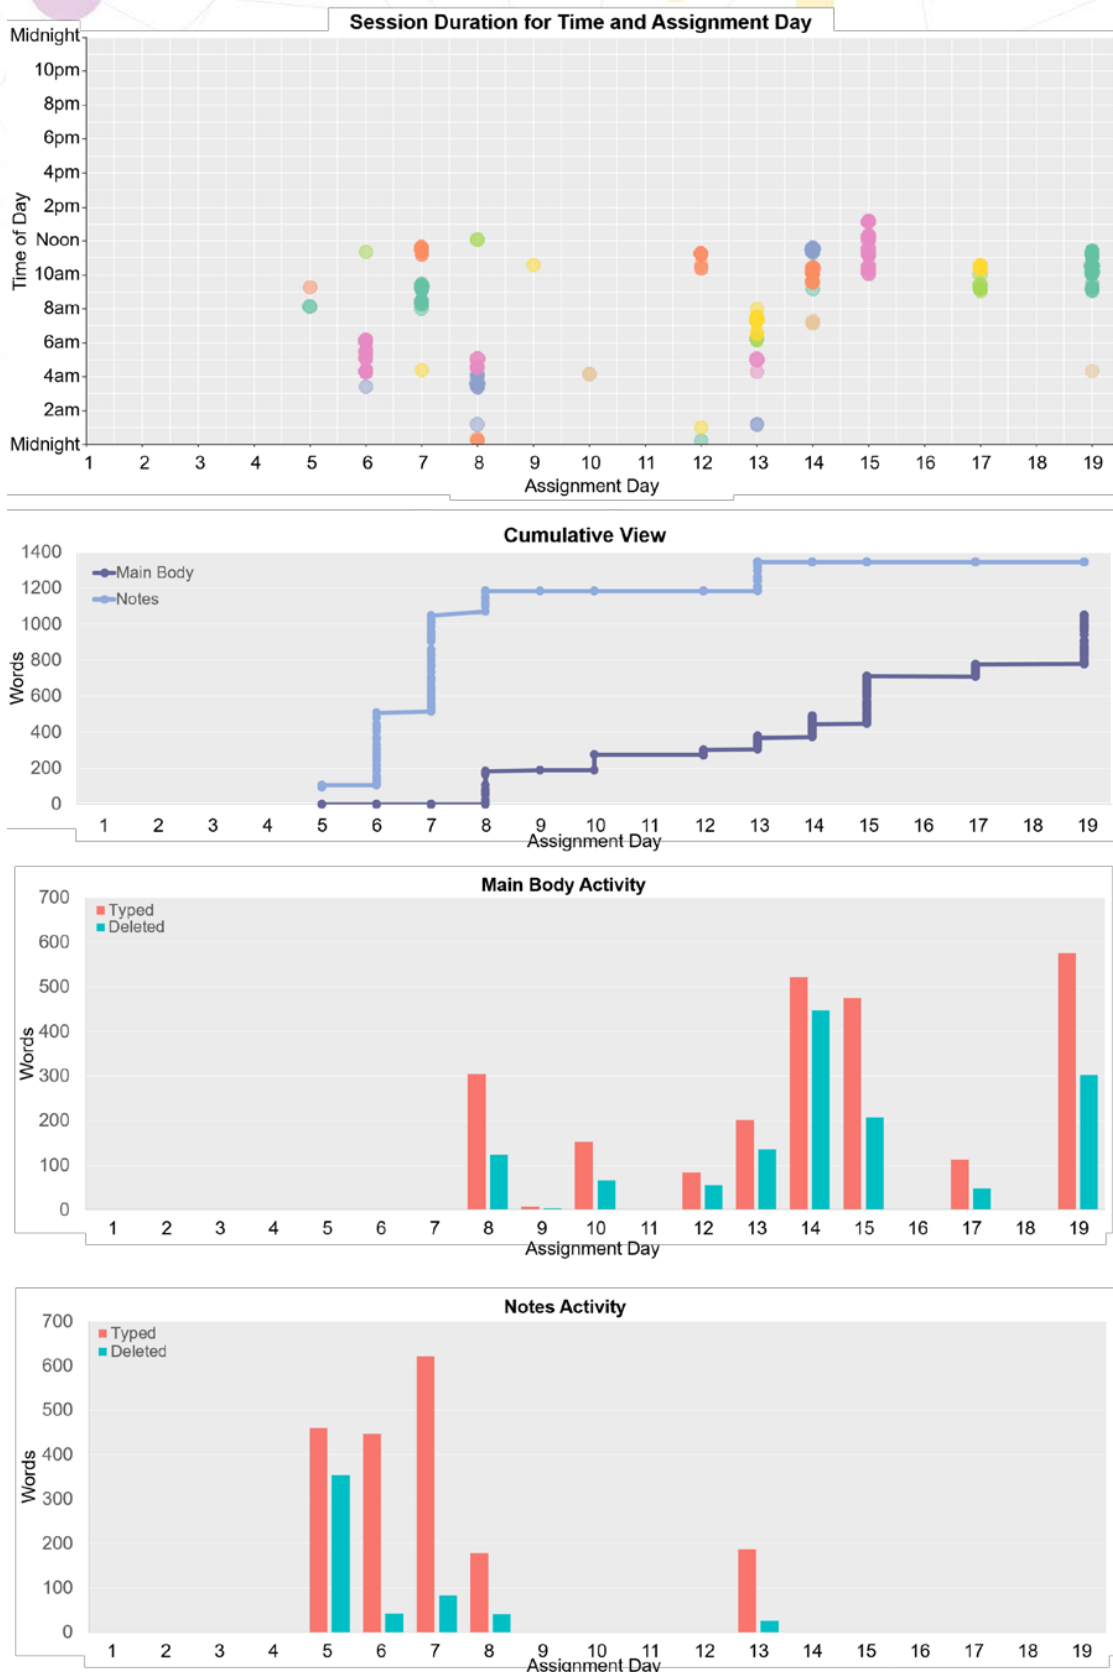 Session Duration for Time and Assignment Day
Midnight
10pm
8pm
6pm
4pm
2pm
Noon
10am
8am
6am
4am
2am
Midnight
Time of Day
1 2 3 4 5 6 7 8 9 10 11 12 13 14 15 16 17 18 19
Assignment Day
Cumulative View
1400
1200
1000
800
600
400
200
0
Words
Main Body
Notes
1 2 3 4 5 6 7 8 9 10 11 12 13 14 15 16 17 18 19
Assignment Day
Main Body Activity
700
600
500
400
300
200
100
0
Words
Typed
Deleted
1 2 3 4 5 6 7 8 9 10 11 12 13 14 15 16 17 18 19
Assignment Day
Notes Activity
700
600
500
400
300
200
100
0
Words
Typed
Deleted
1 2 3 4 5 6 7 8 9 10 11 12 13 14 15 16 17 18 19
Assignment Day